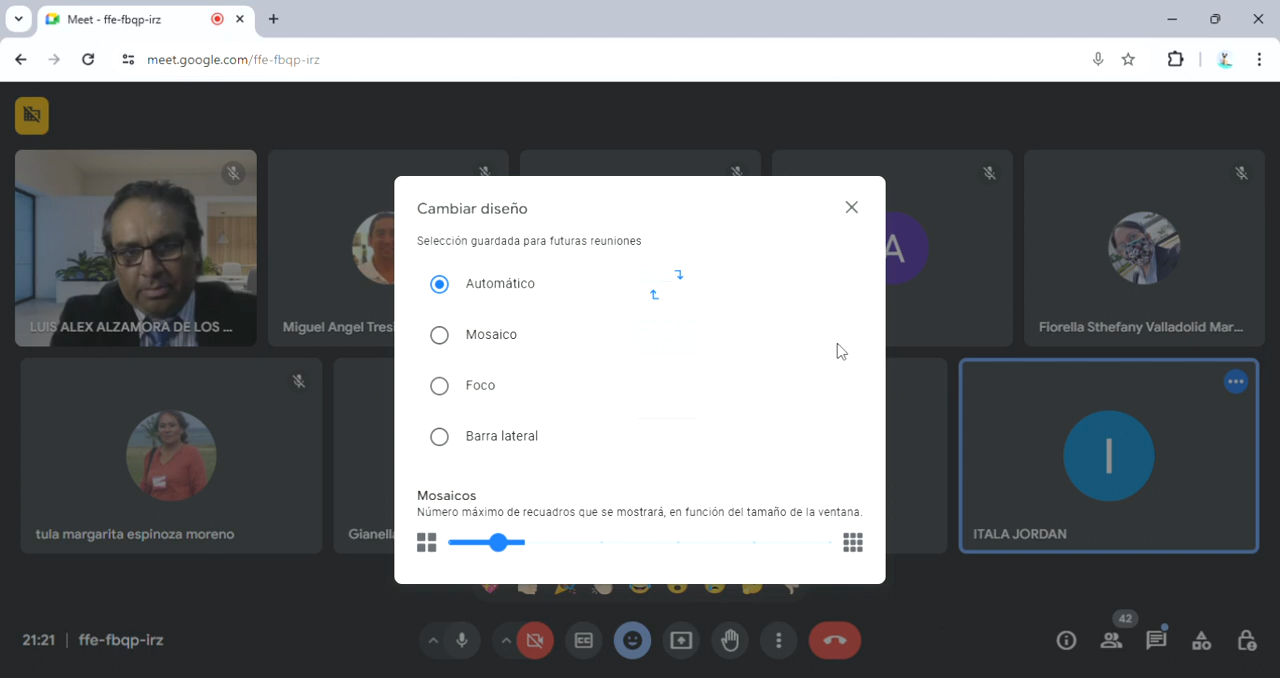 Meet - ffe-fbqp-irz
meet.google.com/ffe-fbqp-irz
Cambiar diseño
Selección guardada para futuras reuniones
Automático
Mosaico
Foco
Barra lateral
Mosaicos
Número máximo de recuadros que se mostrará, en función del tamaño de la ventana.
LUIS ALEX ALZAMORA DE LOS ...
Miguel Angel Tresi
A
Fiorella Sthefany Valladolid Mar...
tula margarita espinoza moreno
Gianella
I
ITALA JORDAN
21:21 | ffe-fbqp-irz
42